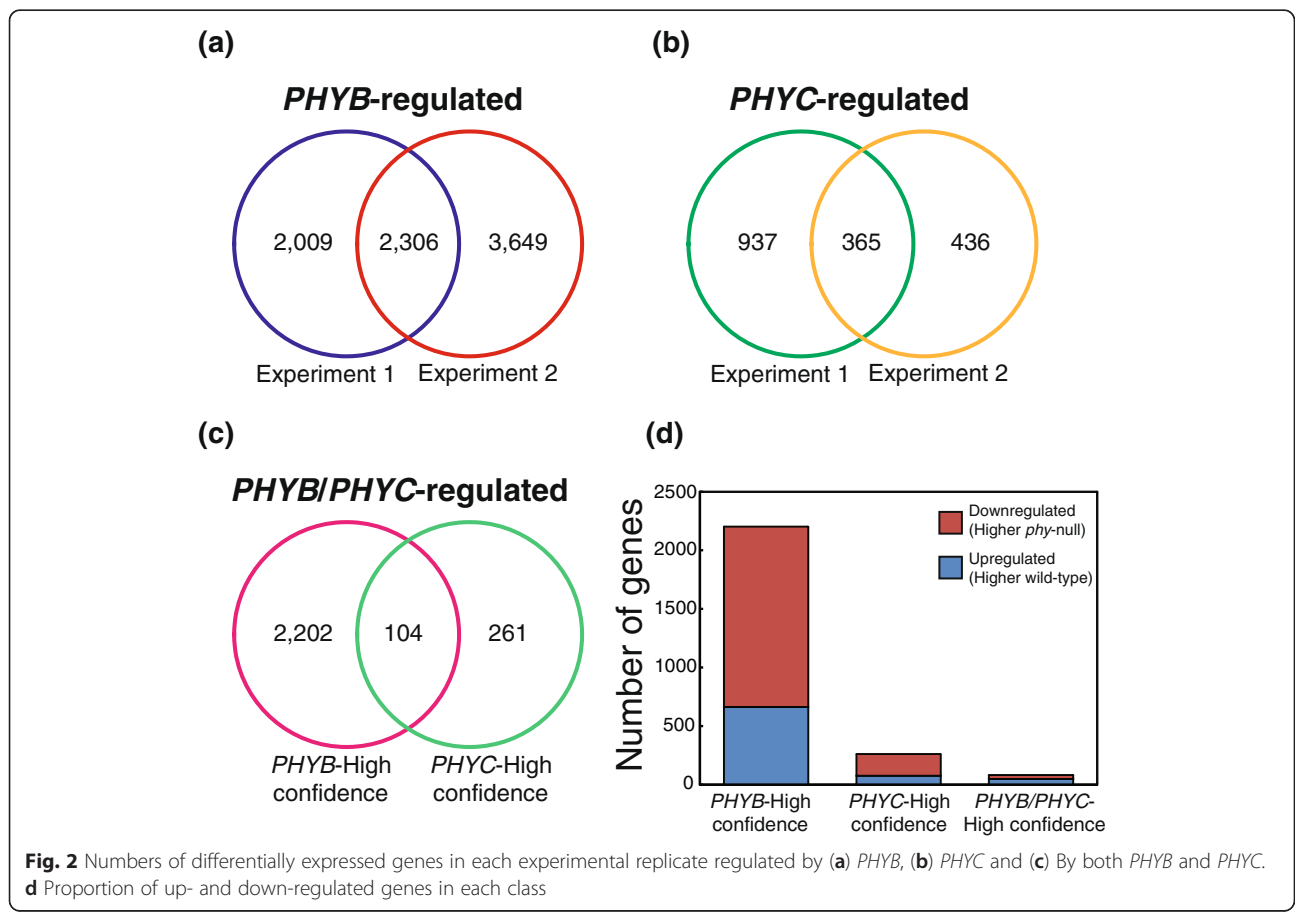 (a)
PHYB-regulated
2,009 2,306 3,649
Experiment 1 Experiment 2
(b)
PHYC-regulated
937 365 436
Experiment 1 Experiment 2
(c)
PHYB/PHYC-regulated
2,202 104 261
PHYB-High confidence
PHYC-High confidence
(d)
Number of genes
2500
2000
1500
1000
500
0
Downregulated
(Higher phy-null)
Upregulated
(Higher wild-type)
PHYB-High
confidence
PHYC-High
confidence
PHYB/PHYC-
High confidence
Fig. 2 Numbers of differentially expressed genes in each experimental replicate regulated by (a) PHYB, (b) PHYC and (c) By both PHYB and PHYC.
d Proportion of up- and down-regulated genes in each class